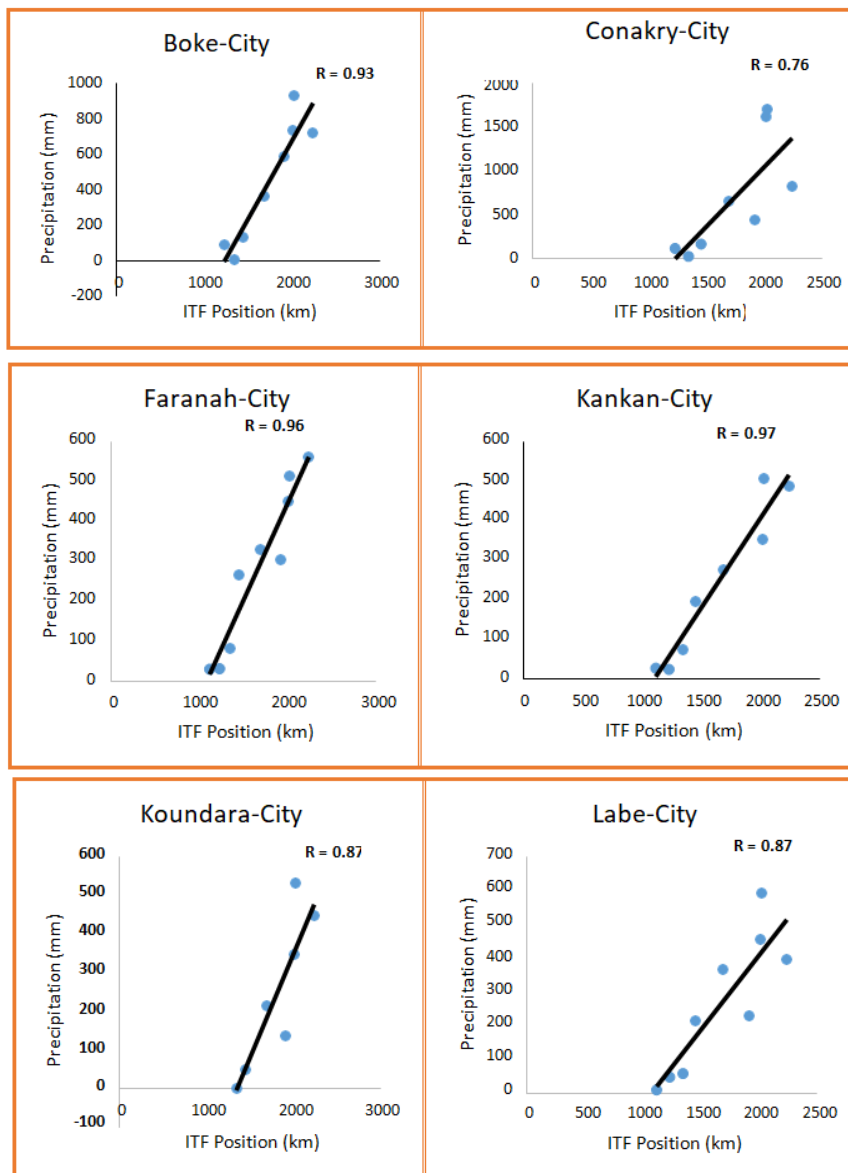 Boke-City
R = 0.93
Precipitation (mm)
1000
800
600
400
200
0
-200
0 1000 2000 3000
ITF Position (km)
Conakry-City
R = 0.76
Precipitation (mm)
2000
1500
1000
500
0
0 500 1000 1500 2000 2500
ITF Position (km)
Faranah-City
R = 0.96
Precipitation (mm)
600
500
400
300
200
100
0
0 1000 2000 3000
ITF Position (km)
Kankan-City
R = 0.97
Precipitation (mm)
600
500
400
300
200
100
0
0 500 1000 1500 2000 2500
ITF Position (km)
Koundara-City
R = 0.87
Precipitation (mm)
600
500
400
300
200
100
0
-100
0 1000 2000 3000
ITF Position (km)
Labe-City
R = 0.87
Precipitation (mm)
700
600
500
400
300
200
100
0
0 500 1000 1500 2000 2500
ITF Position (km)